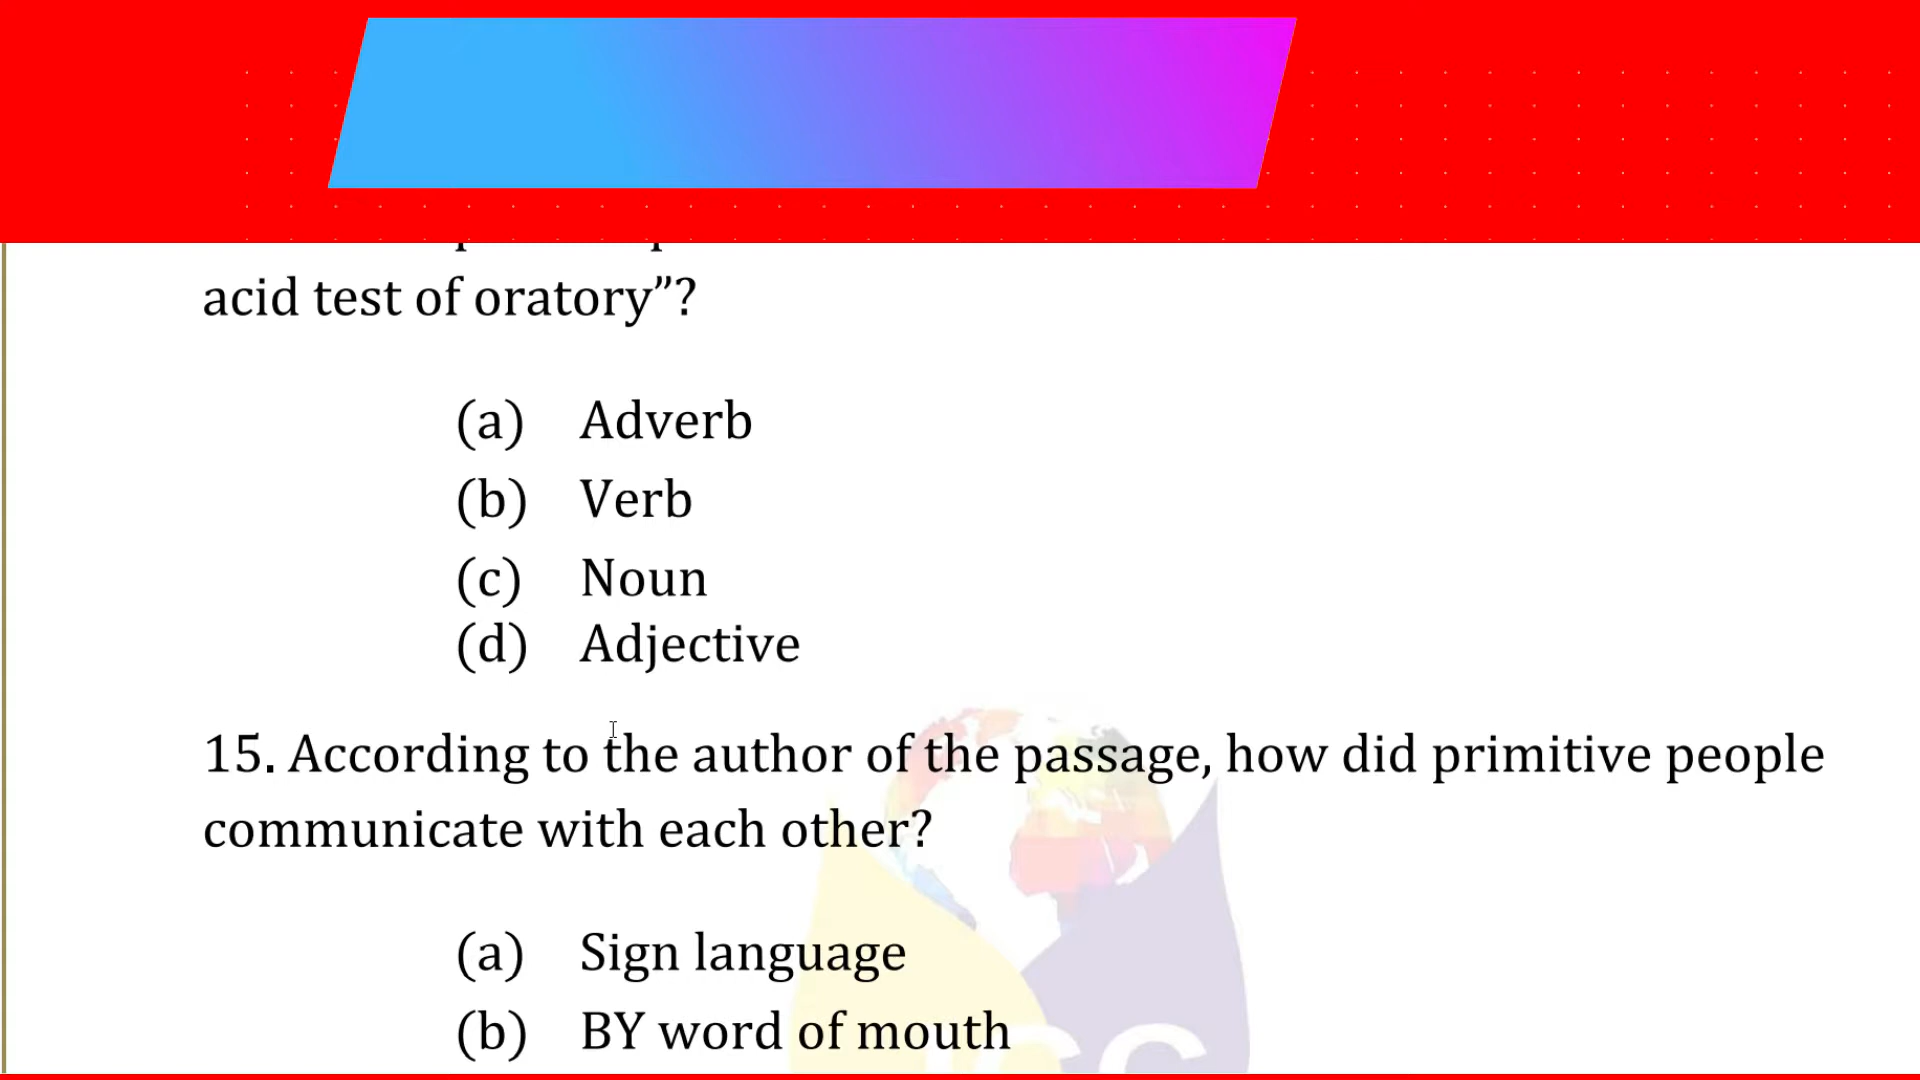 acid test of oratory”?
(a) Adverb
(b) Verb
(c) Noun
(d) Adjective
15. According to the author of the passage, how did primitive people
communicate with each other?
(a) Sign language
(b) BY word of mouth